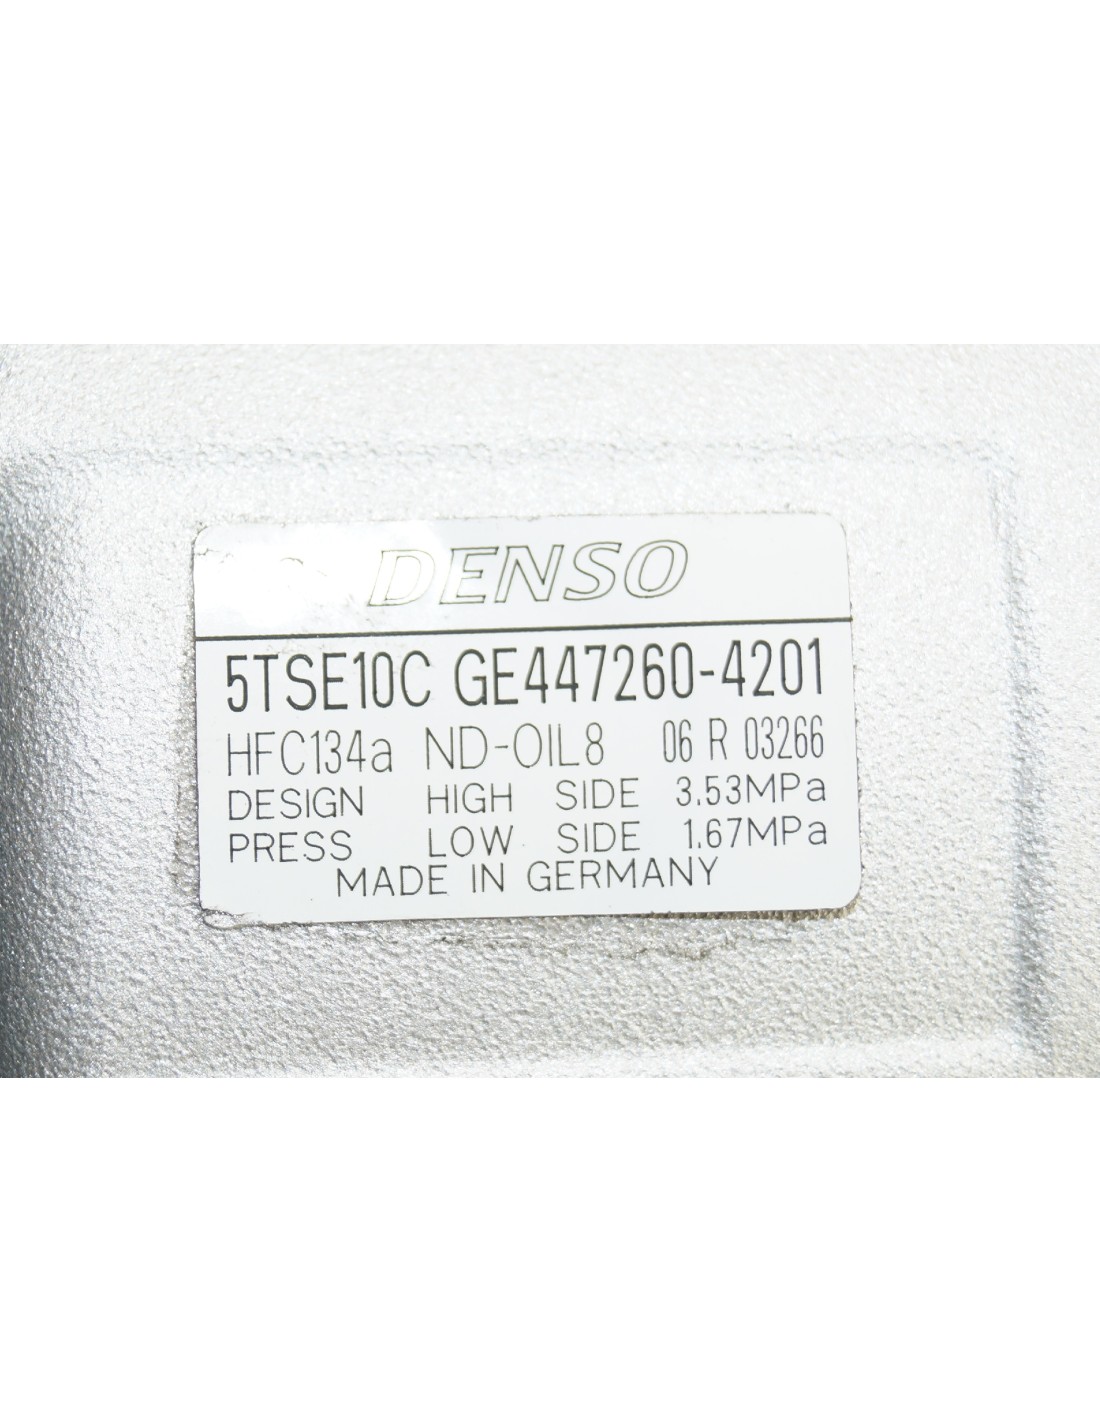 DENSO
5TSE10C GE447260-4201
HFC134a ND-OIL8 06 R 03266
DESIGN HIGH SIDE 3.53MPa
PRESS LOW SIDE 1.67MPa
MADE IN GERMANY